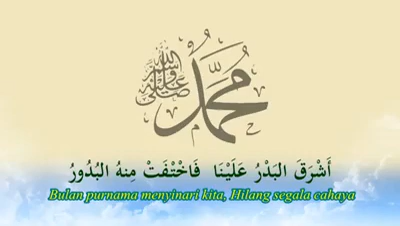 محمد
صلى الله عليه وسلم
أَشْرَقَ البَدْرُ عَلَيْنَا فَاخْتَفَتْ مِنهُ البُدُورُ
Bulan purnama menyinari kita, Hilang segala cahaya